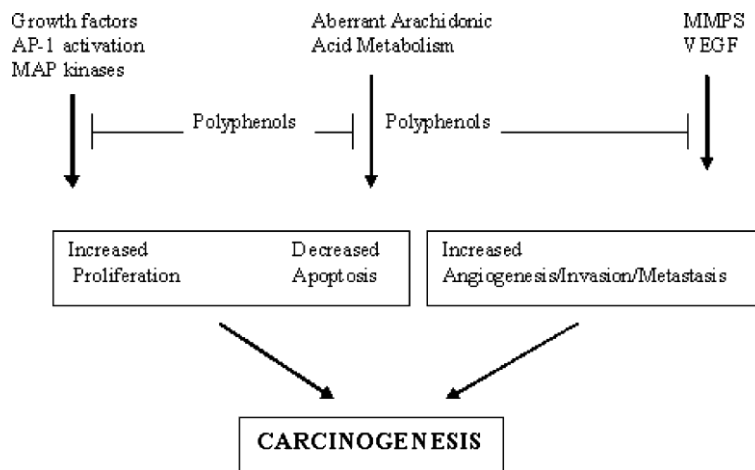 Growth factors
AP-1 activation
MAP kinases
Aberrant Arachidonic
Acid Metabolism
MMPS
VEGF
Polyphenols
Polyphenols
Increased
Proliferation
Decreased
Apoptosis
Increased
Angiogenesis/Invasion/Metastasis
CARCINOGENESIS